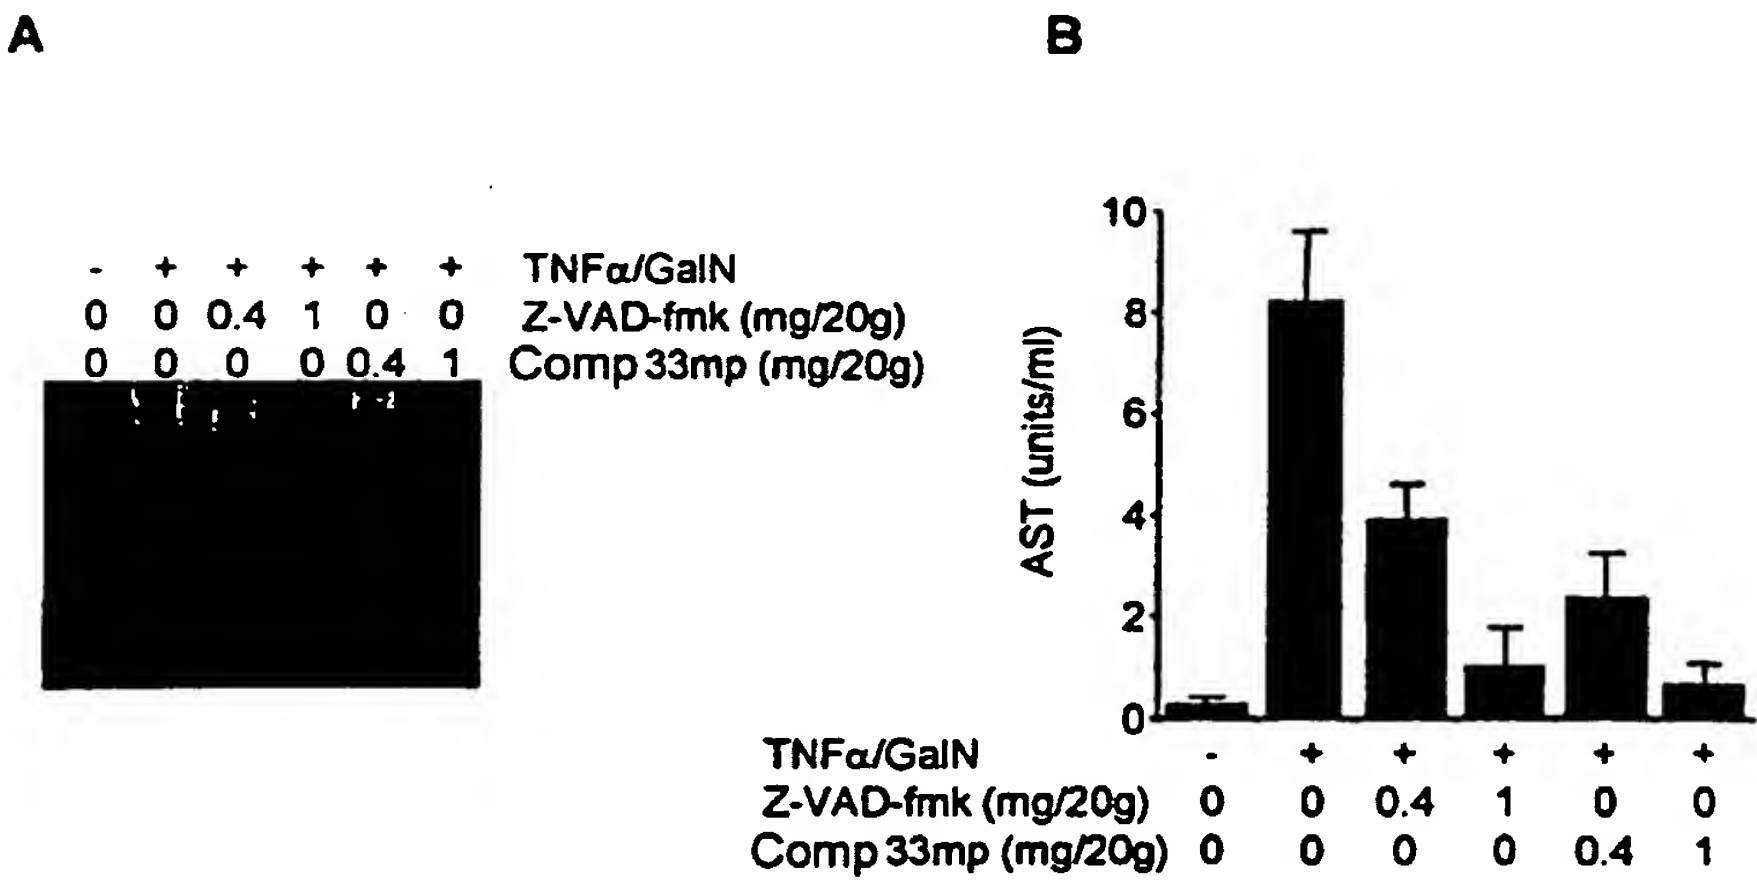 A
- + + + + + TNFα/GalN
0 0 0.4 1 0 0 Z-VAD-fmk (mg/20g)
0 0 0 0 0.4 1 Comp 33mp (mg/20g)
B
10
8
6
4
2
0
AST (units/ml)
TNFα/GalN - + + + + +
Z-VAD-fmk (mg/20g) 0 0 0.4 1 0 0
Comp 33mp (mg/20g) 0 0 0 0 0.4 1